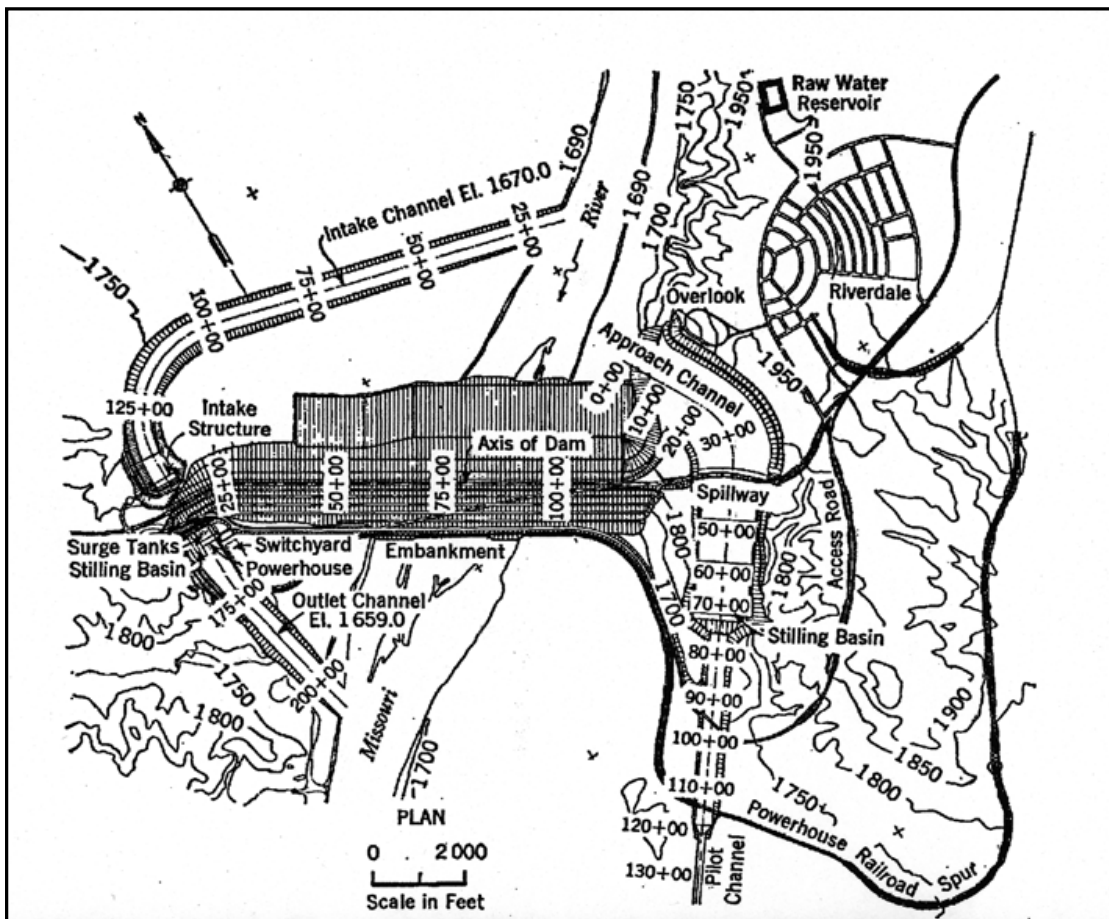 Raw Water
Reservoir
1750
1950
1950
N
1690
Intake Channel El. 1670.0
25+00
River
1690
1700
50+00
1750
75+00
100+00
Overlook
Riverdale
Approach Channel
1950
125+00
Intake
Structure
0+00
10+00
20+00
30+00
Axis of Dam
25+00
50+00
75+00
100+00
Spillway
1800
50+00
Surge Tanks
Stilling Basin
Switchyard
Powerhouse
Embankment
60+00
1800
Access Road
175+00
Outlet Channel
El. 1659.0
1700
70+00
Stilling Basin
1800
80+00
1750
200+00
1800
90+00
1900
Missouri
1700
100+00
1850
1800
110+00
1750
PLAN
Powerhouse Railroad Spur
120+00
0 2000
130+00
Pilot
Channel
Scale in Feet